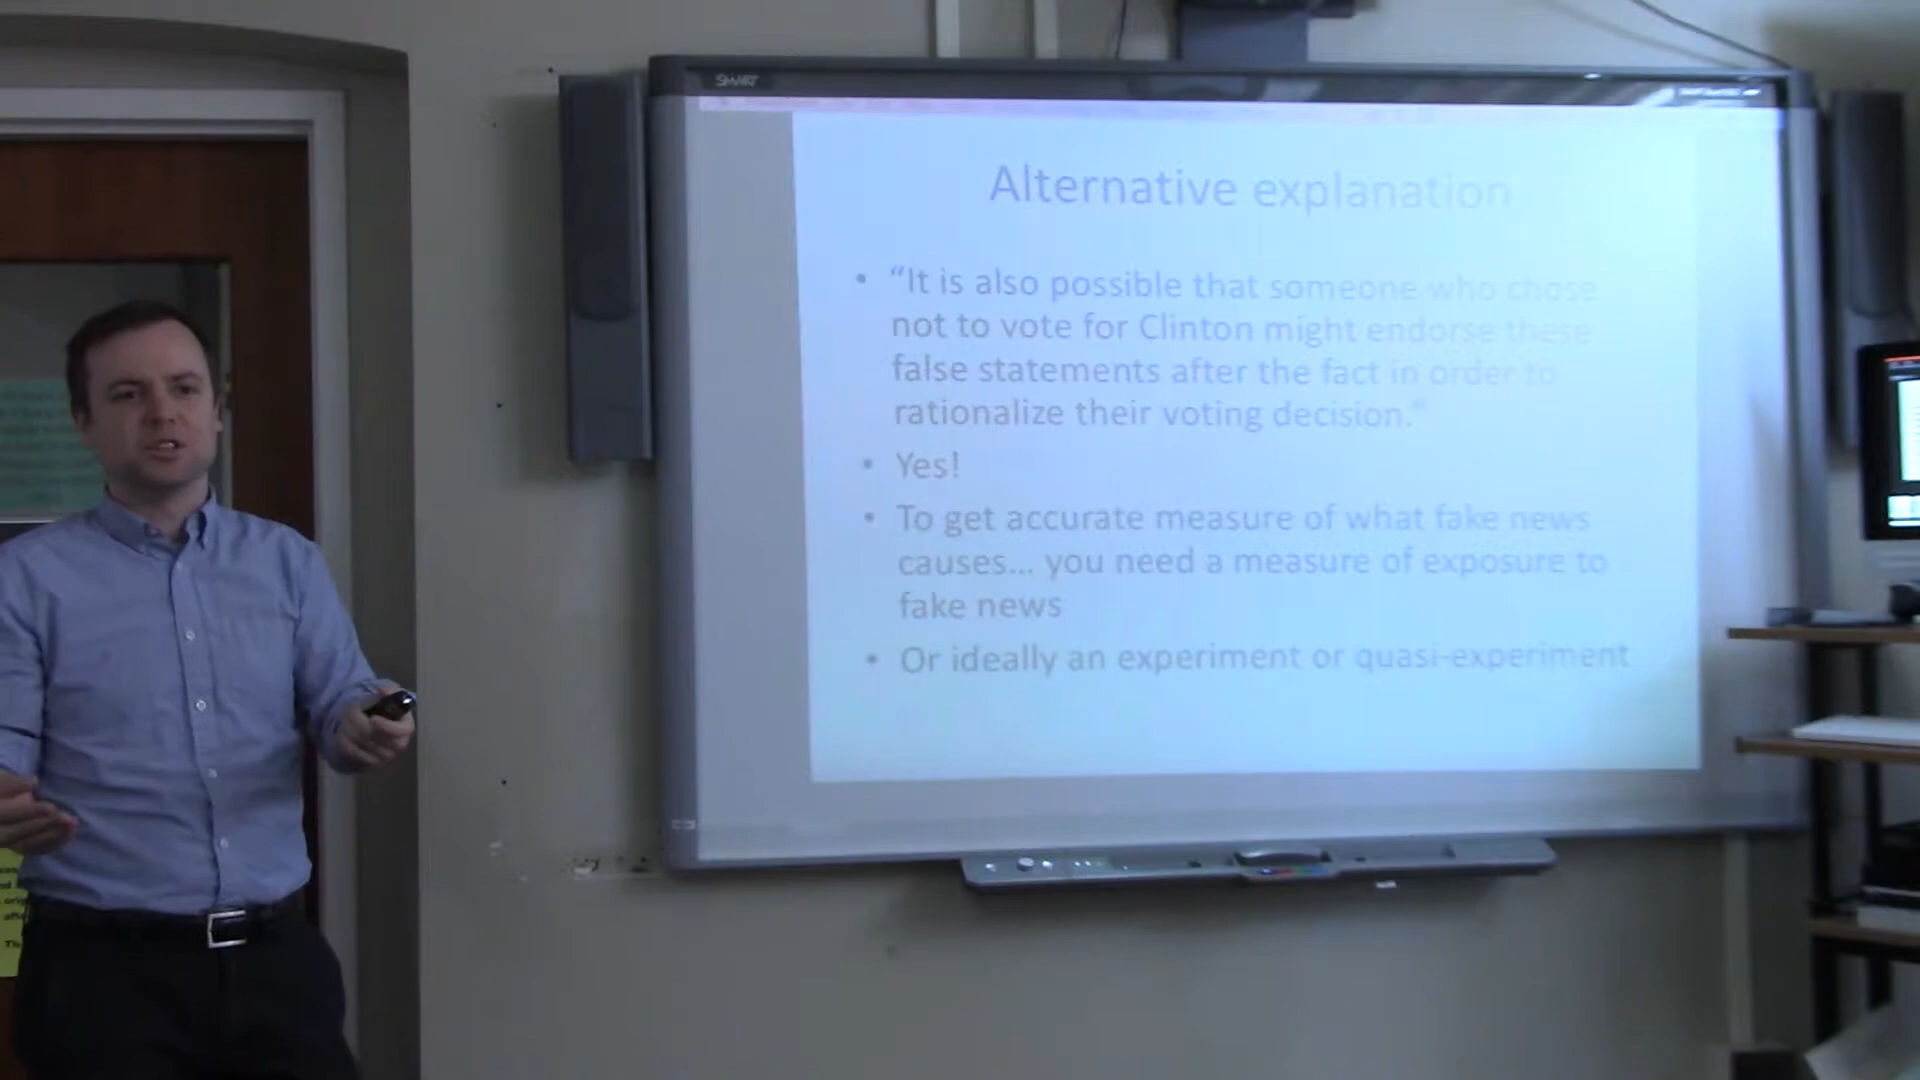 SMART
Alternative explanation
• “It is also possible that someone who chose
not to vote for Clinton might endorse these
false statements after the fact in order to
rationalize their voting decision.”
• Yes!
• To get accurate measure of what fake news
causes... you need a measure of exposure to
fake news
• Or ideally an experiment or quasi-experiment